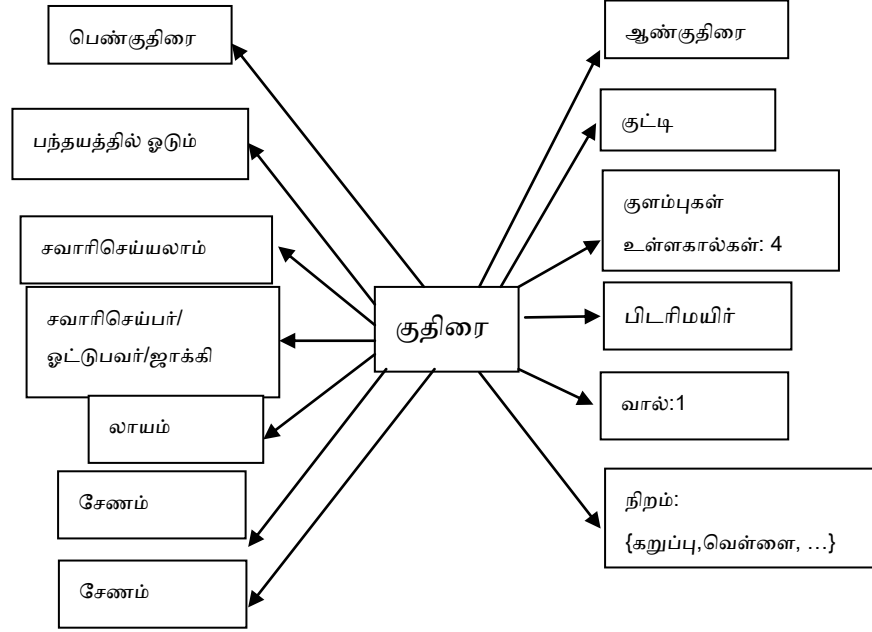 பெண்குதிரை
பந்தயத்தில் ஓடும்
சவாரிசெய்யலாம்
சவாரிசெய்பர்/
ஓட்டுபவர்/ஜாக்கி
லாயம்
சேணம்
சேணம்
குதிரை
ஆண்குதிரை
குட்டி
குளம்புகள்
உள்ளகால்கள்: 4
பிடரிமயிர்
வால்:1
நிறம்:
{கறுப்பு,வெள்ளை, …}